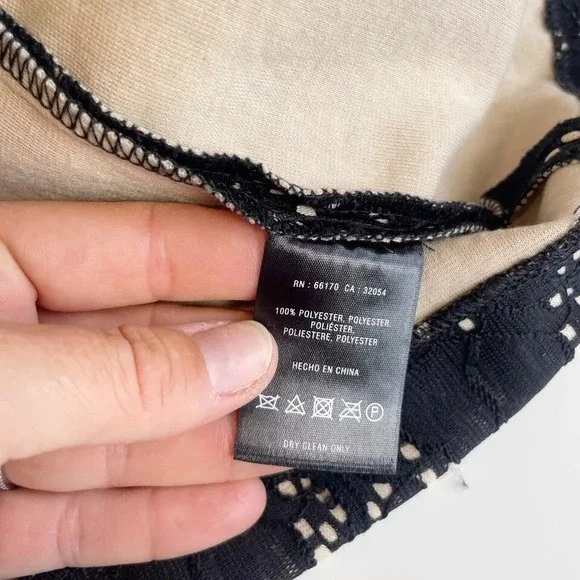 RN : 66170 CA : 32054
100% POLYESTER, POLYESTER,
POLIÉSTER,
POLIESTERE, POLYESTER
HECHO EN CHINA
P
DRY CLEAN ONLY